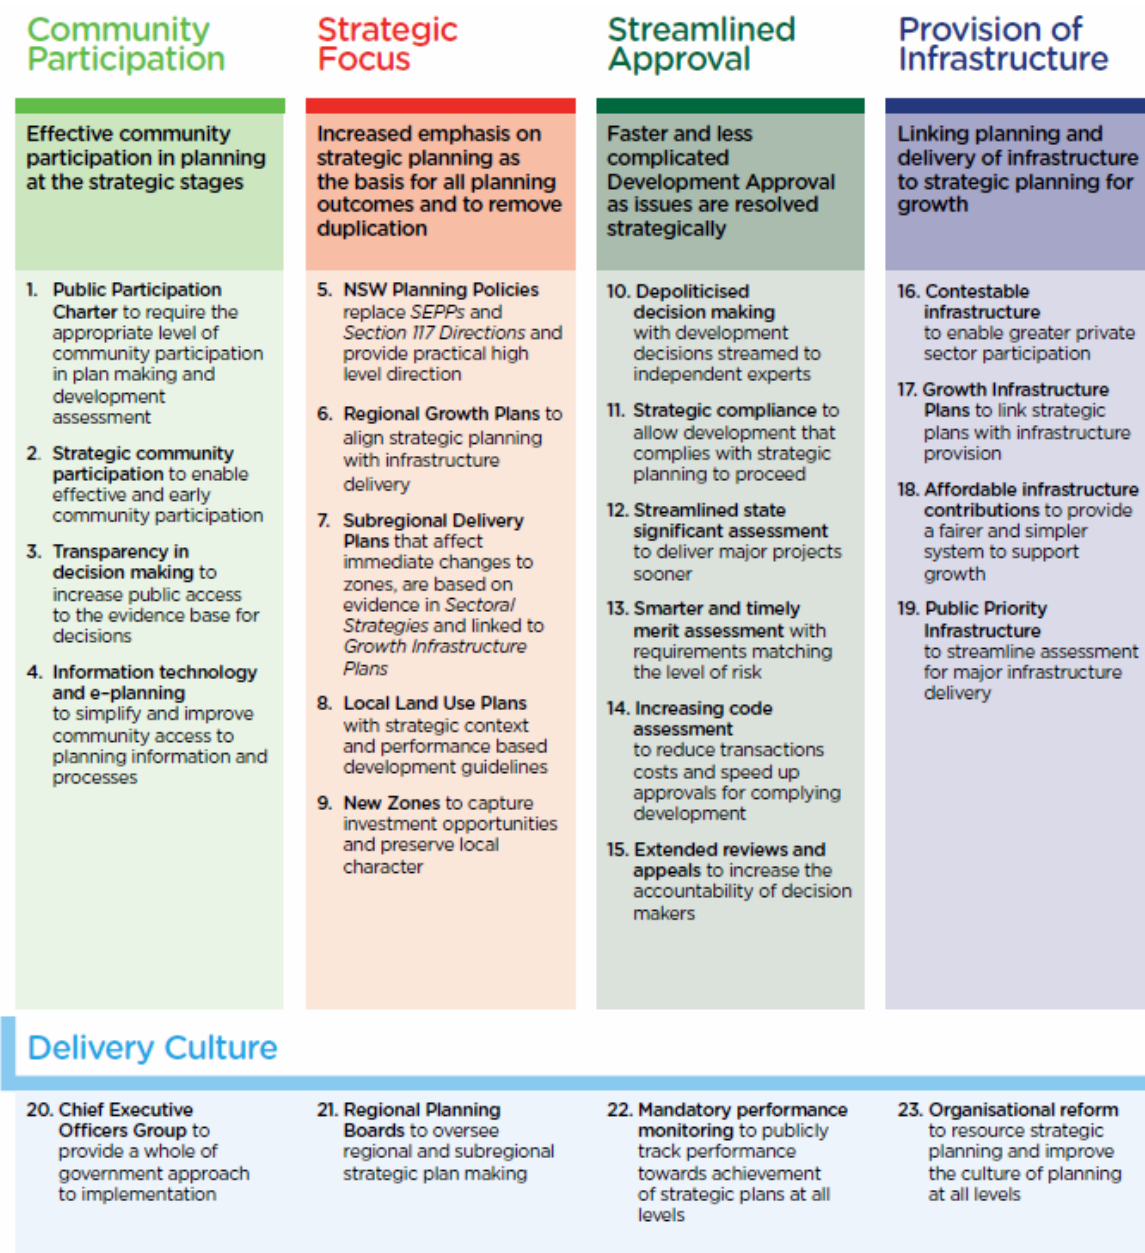 Community
Participation
Effective community
participation in planning
at the strategic stages
1. Public Participation
Charter to require the
appropriate level of
community participation
in plan making and
development
assessment
2. Strategic community
participation to enable
effective and early
community participation
3. Transparency in
decision making to
increase public access
to the evidence base for
decisions
4. Information technology
and e-planning
to simplify and improve
community access to
planning information and
processes
Strategic
Focus
Increased emphasis on
strategic planning as
the basis for all planning
outcomes and to remove
duplication
5. NSW Planning Policies
replace SEPPs and
Section 117 Directions and
provide practical high
level direction
6. Regional Growth Plans to
align strategic planning
with infrastructure
delivery
7. Subregional Delivery
Plans that affect
immediate changes to
zones, are based on
evidence in Sectoral
Strategies and linked to
Growth Infrastructure
Plans
8. Local Land Use Plans
with strategic context
and performance based
development guidelines
9. New Zones to capture
investment opportunities
and preserve local
character
Streamlined
Approval
Faster and less
complicated
Development Approval
as issues are resolved
strategically
10. Depoliticised
decision making
with development
decisions streamed to
independent experts
11. Strategic compliance to
allow development that
complies with strategic
planning to proceed
12. Streamlined state
significant assessment
to deliver major projects
sooner
13. Smarter and timely
merit assessment with
requirements matching
the level of risk
14. Increasing code
assessment
to reduce transactions
costs and speed up
approvals for complying
development
15. Extended reviews and
appeals to increase the
accountability of decision
makers
Provision of
Infrastructure
Linking planning and
delivery of infrastructure
to strategic planning for
growth
16. Contestable
infrastructure
to enable greater private
sector participation
17. Growth Infrastructure
Plans to link strategic
plans with infrastructure
provision
18. Affordable infrastructure
contributions to provide
a fairer and simpler
system to support
growth
19. Public Priority
Infrastructure
to streamline assessment
for major infrastructure
delivery
Delivery Culture
20. Chief Executive
Officers Group to
provide a whole of
government approach
to implementation
21. Regional Planning
Boards to oversee
regional and subregional
strategic plan making
22. Mandatory performance
monitoring to publicly
track performance
towards achievement
of strategic plans at all
levels
23. Organisational reform
to resource strategic
planning and improve
the culture of planning
at all levels